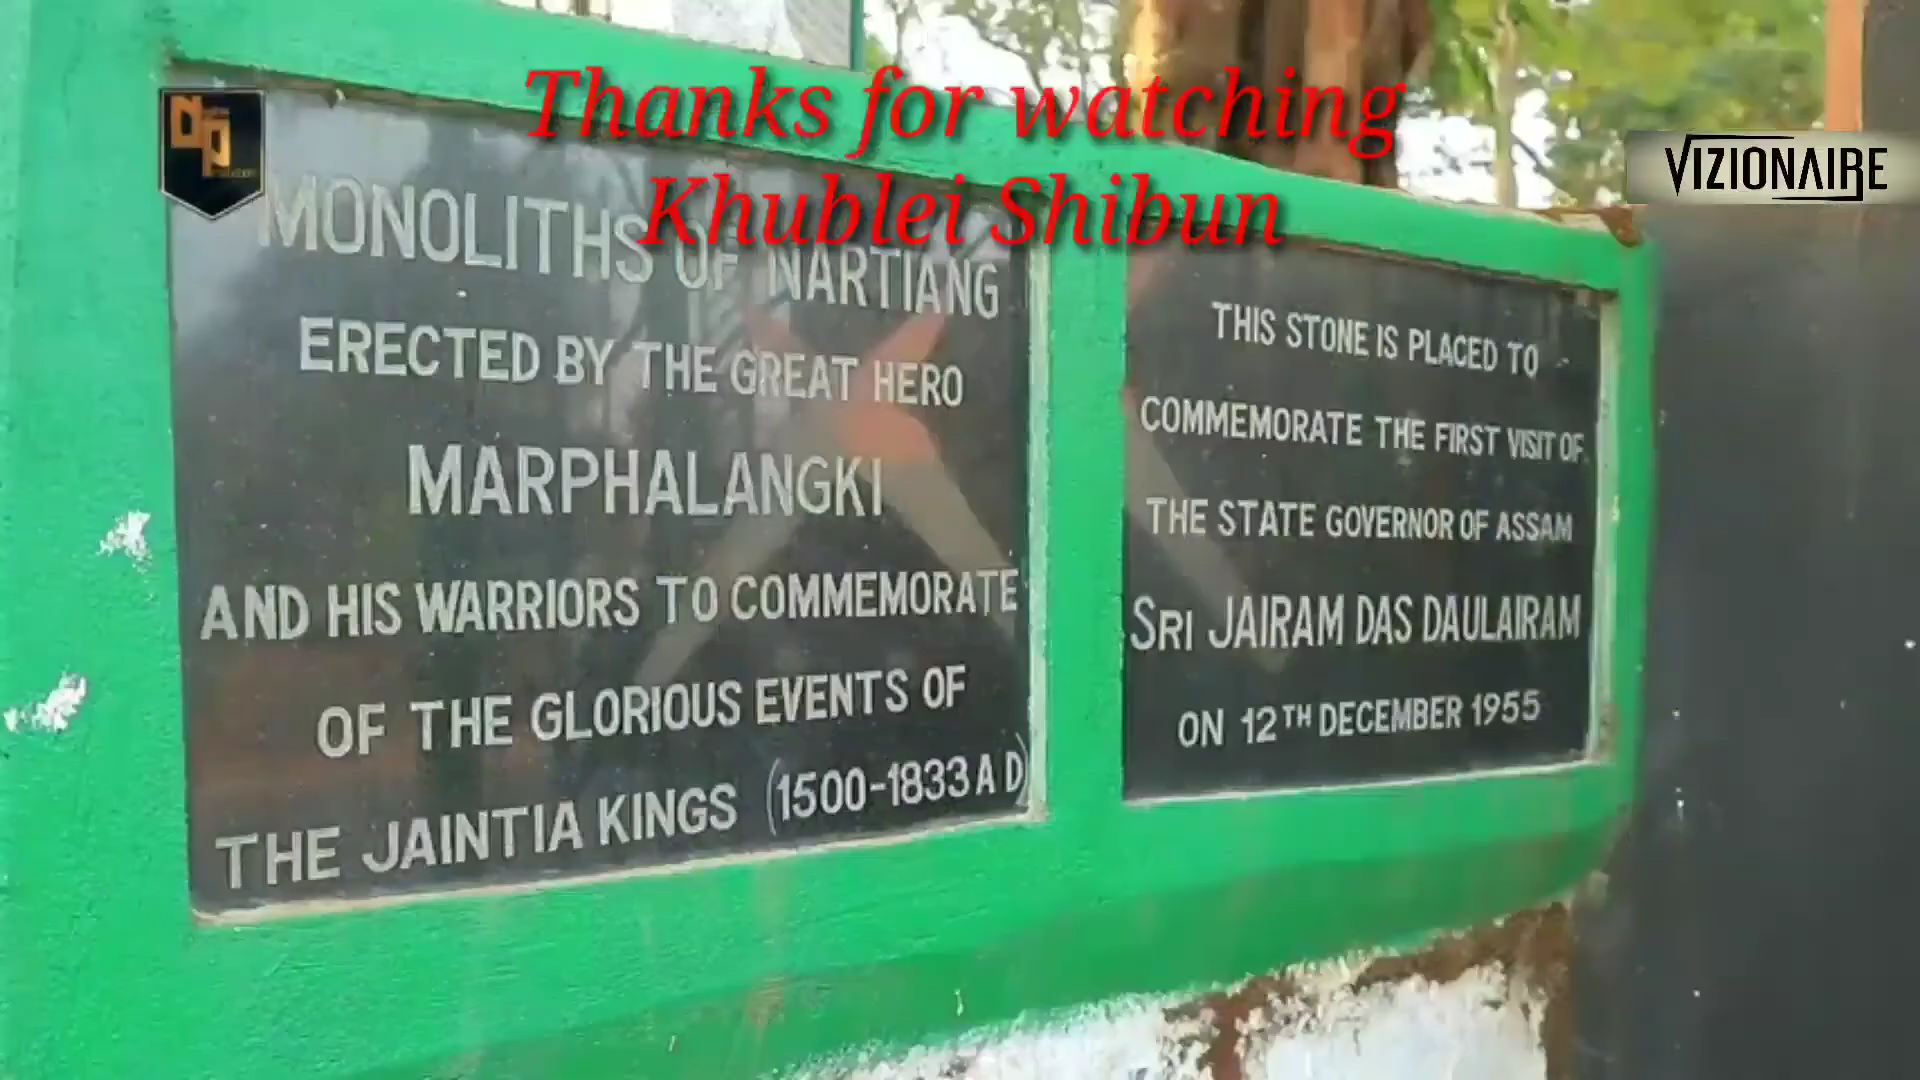 Thanks for watching
Khublei Shibun
VIZIONAIRE
MONOLITHS OF NARTIANG
ERECTED BY THE GREAT HERO
MARPHALANGKI
AND HIS WARRIORS TO COMMEMORATE
OF THE GLORIOUS EVENTS OF
THE JAINTIA KINGS (1500-1833 A D)
THIS STONE IS PLACED TO
COMMEMORATE THE FIRST VISIT OF
THE STATE GOVERNOR OF ASSAM
SRI JAIRAM DAS DAULAIRAM
ON 12TH DECEMBER 1955